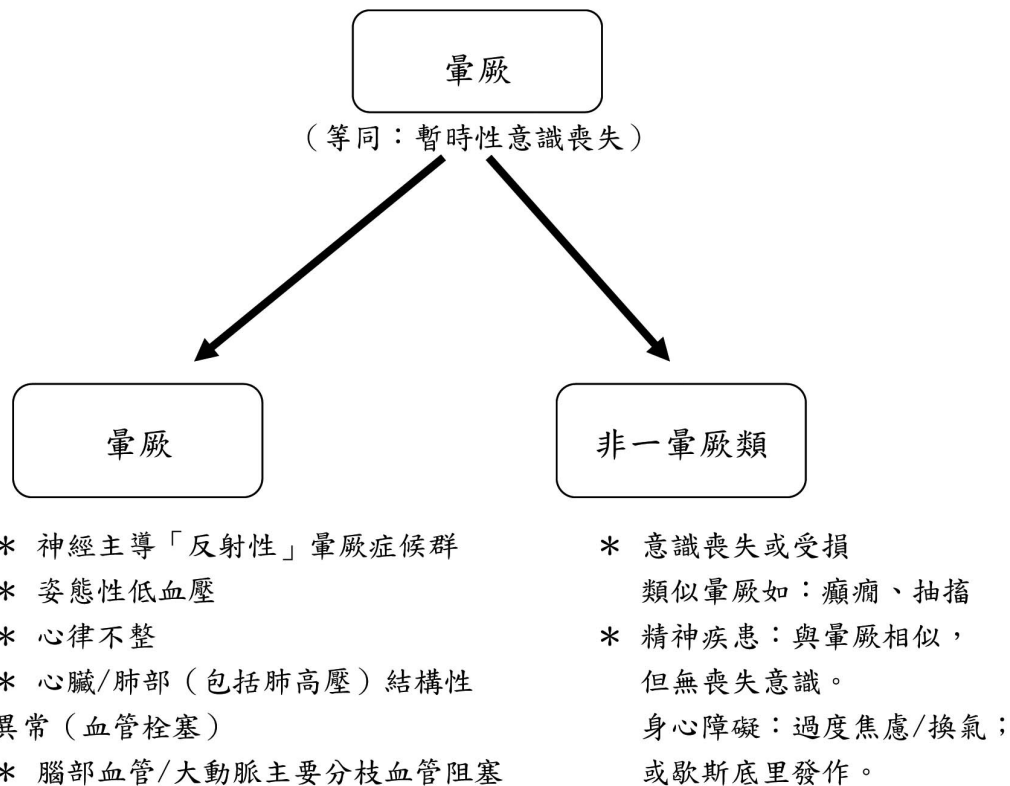 暈厥
（等同：暫時性意識喪失）
暈厥
＊ 神經主導「反射性」暈厥症候群
＊ 姿態性低血壓
＊ 心律不整
＊ 心臟/肺部（包括肺高壓）結構性
異常（血管栓塞）
＊ 腦部血管/大動脈主要分枝血管阻塞
非一暈厥類
＊ 意識喪失或受損
類似暈厥如：癲癇、抽搐
＊ 精神疾患：與暈厥相似，
但無喪失意識。
身心障礙：過度焦慮/換氣；
或歇斯底里發作。